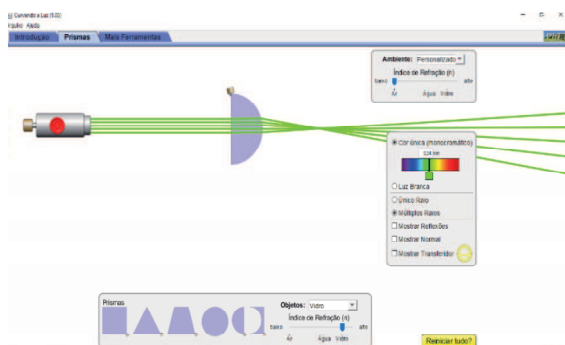 Curvando a Luz (1.05)
Arquivo Ajuda
Introdução Prismas Mais Ferramentas
Ambiente: Personalizado
Índice de Refração (n)
baixo alto
Ar Água Vidro
Cor única (monocromático)
Luz Branca
Único Raio
Múltiplos Raios
Mostrar Reflexões
Mostrar Normal
Mostrar Transferidor
Prismas
Objetos: Vidro
Índice de Refração (n)
baixo alto
Ar Água Vidro
Reiniciar tudo?